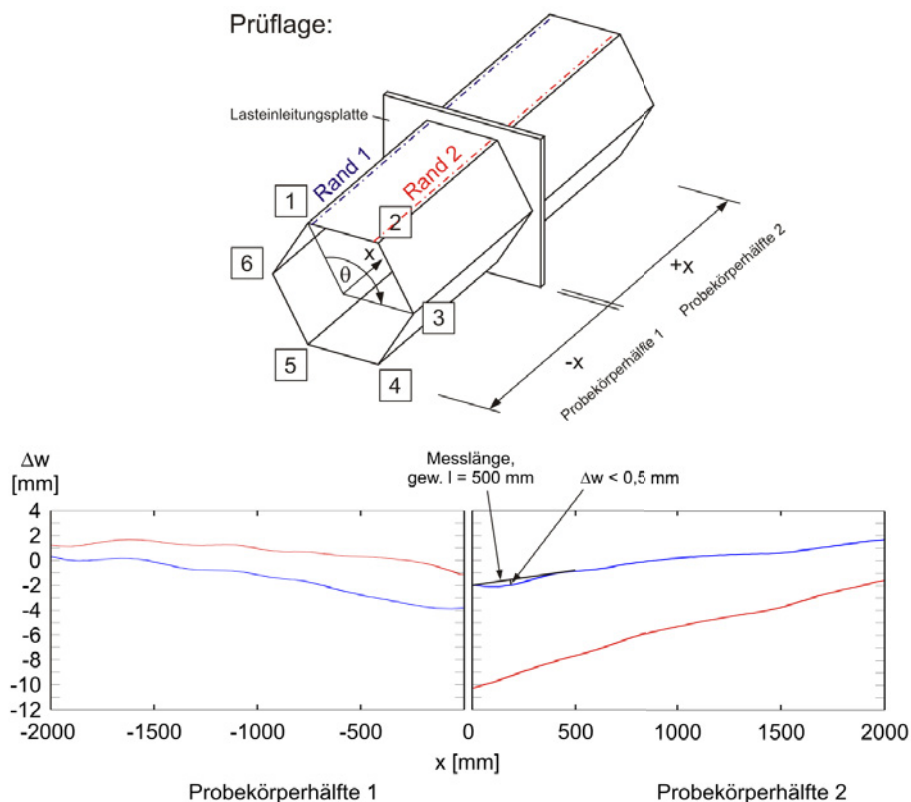 Prüflage:
Lasteinleitungsplatte
Rand 1
Rand 2
1
2
6
x
θ
3
5
4
+x
-x
Probekörperhälfte 2
Probekörperhälfte 1
Δw
[mm]
Messlänge,
gew. l = 500 mm
Δw < 0,5 mm
4
2
0
-2
-4
-6
-8
-10
-12
-2000 -1500 -1000 -500 0 500 1000 1500 2000
x [mm]
Probekörperhälfte 1 Probekörperhälfte 2